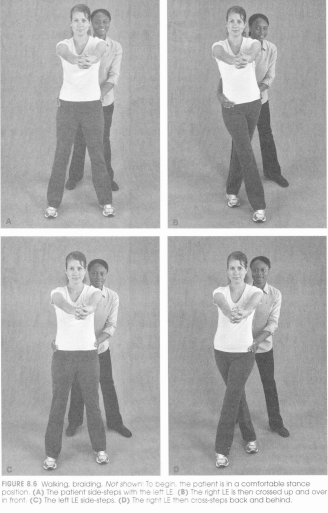 A
B
C
D
FIGURE 8.6 Walking, braiding. Not shown: To begin, the patient is in a comfortable stance
position. (A) The patient side-steps with the left LE. (B) The right LE is then crossed up and over
in front. (C) The left LE side-steps. (D) The right LE then cross-steps back and behind.